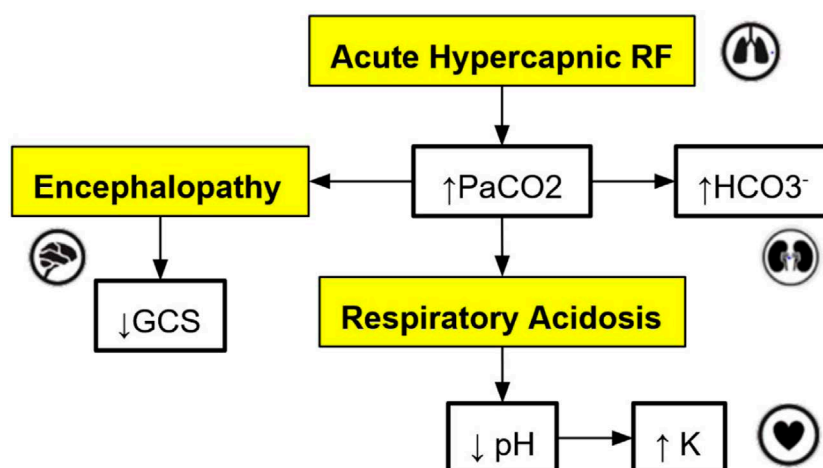 Acute Hypercapnic RF
Encephalopathy
↑PaCO2
↑HCO3-
↓GCS
Respiratory Acidosis
↓ pH
↑ K